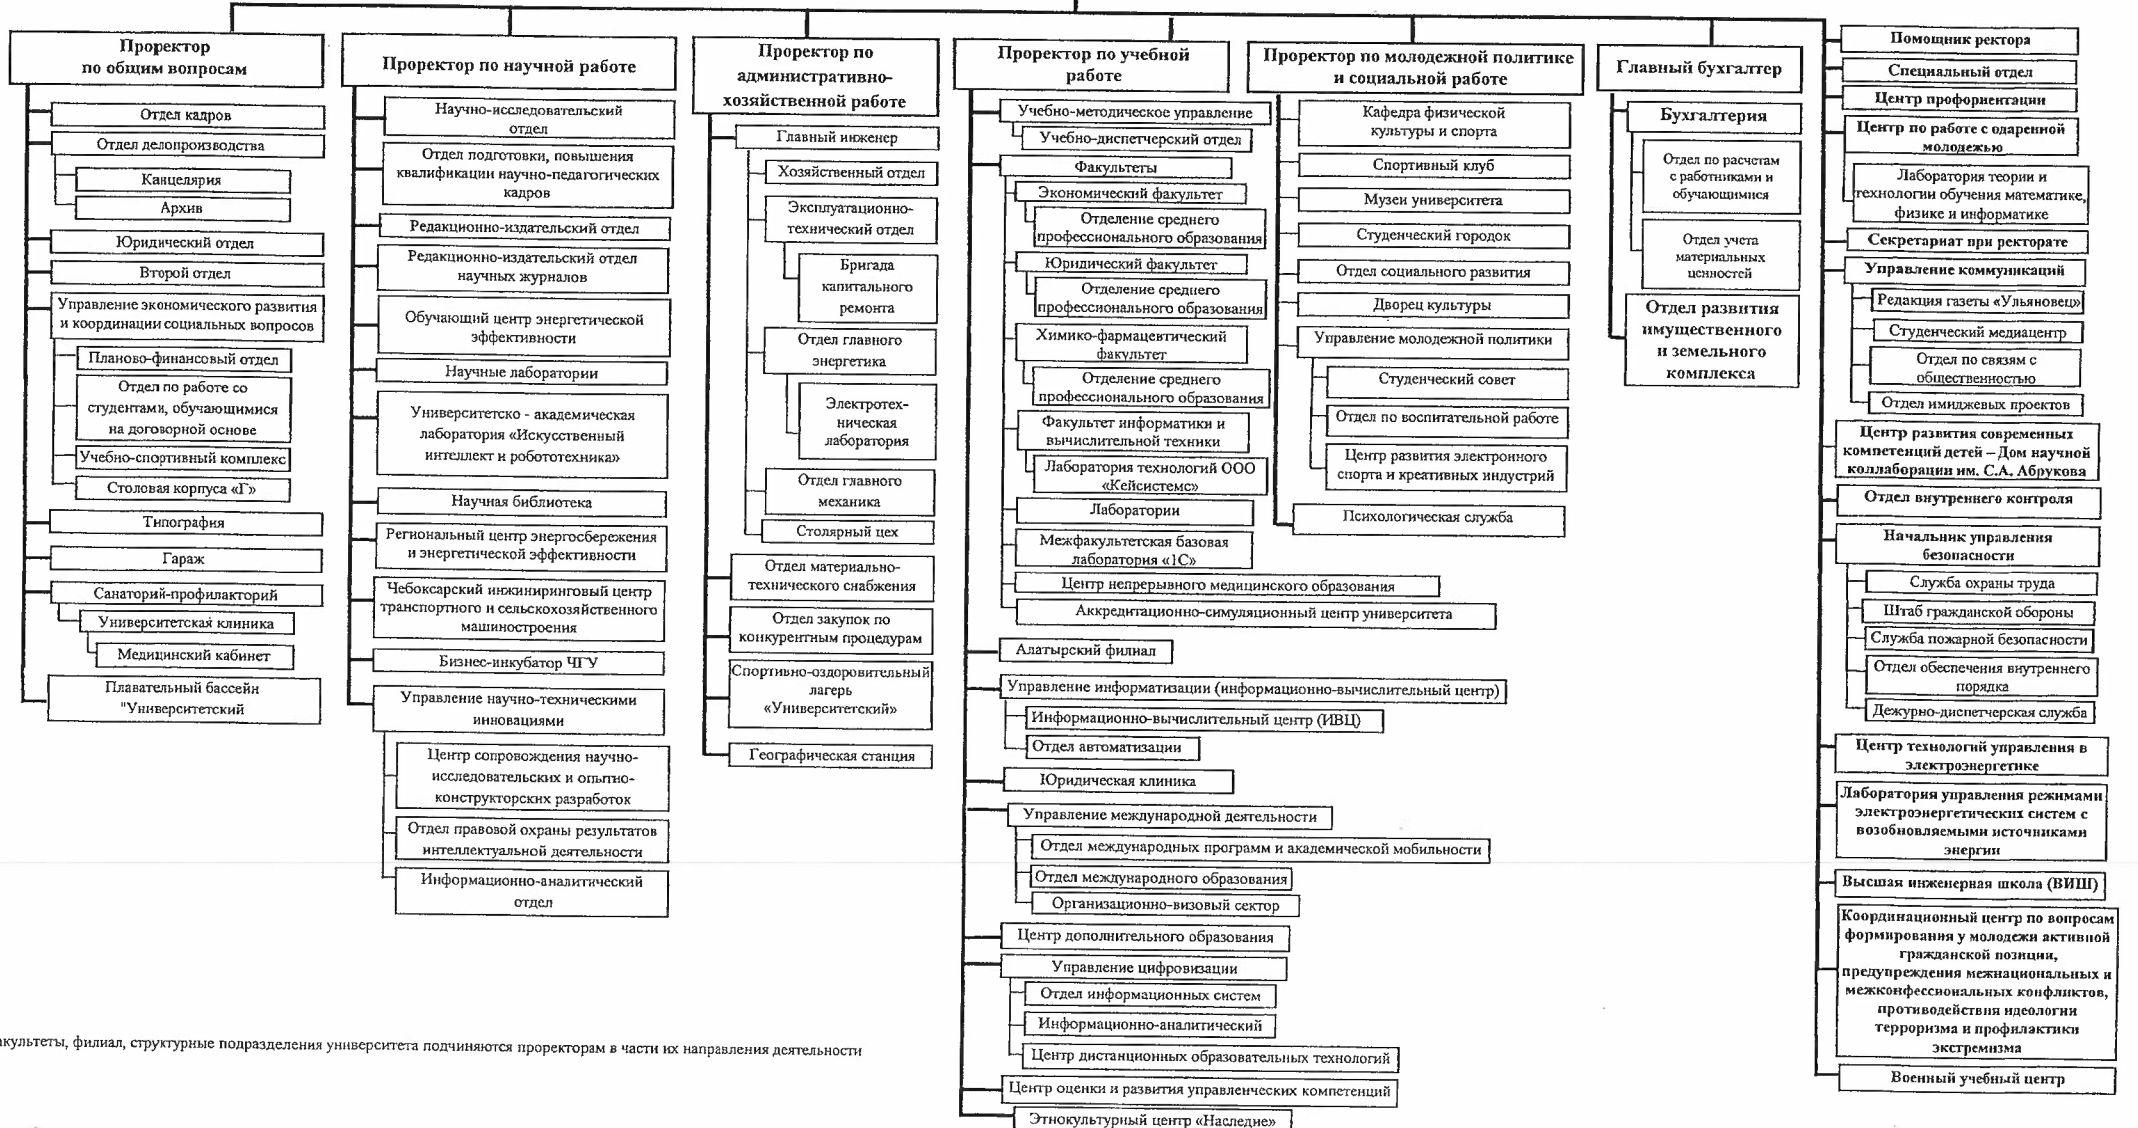 Проректор
по общим вопросам
Отдел кадров
Отдел делопроизводства
Канцелярия
Архив
Юридический отдел
Второй отдел
Управление экономического развития
и координации социальных вопросов
Планово-финансовый отдел
Отдел по работе со
студентами, обучающимися
на договорной основе
Учебно-спортивный комплекс
Столовая корпуса «Г»
Типография
Гараж
Санаторий-профилакторий
Университетская клиника
Медицинский кабинет
Плавательный бассейн
"Университетский
Проректор по научной работе
Научно-исследовательский
отдел
Отдел подготовки, повышения
квалификации научно-педагогических
кадров
Редакционно-издательский отдел
Редакционно-издательский отдел
научных журналов
Обучающий центр энергетической
эффективности
Научные лаборатории
Университетско - академическая
лаборатория «Искусственный
интеллект и робототехника»
Научная библиотека
Региональный центр энергосбережения
и энергетической эффективности
Чебоксарский инжиниринговый центр
транспортного и сельскохозяйственного
машиностроения
Бизнес-инкубатор ЧГУ
Управление научно-техническими
инновациями
Центр сопровождения научно-
исследовательских и опытно-
конструкторских разработок
Отдел правовой охраны результатов
интеллектуальной деятельности
Информационно-аналитический
отдел
Проректор по
административно-
хозяйственной работе
Главный инженер
Хозяйственный отдел
Эксплуатационно-
технический отдел
Бригада
капитального
ремонта
Отдел главного
энергетика
Электротех-
ническая
лаборатория
Отдел главного
механика
Столярный цех
Отдел материально-
технического снабжения
Отдел закупок по
конкурентным процедурам
Спортивно-оздоровительный
лагерь
«Университетский»
Географическая станция
Проректор по учебной
работе
Учебно-методическое управление
Учебно-диспетчерский отдел
Факультеты
Экономический факультет
Отделение среднего
профессионального образования
Юридический факультет
Отделение среднего
профессионального образования
Химико-фармацевтический
факультет
Отделение среднего
профессионального образования
Факультет информатики и
вычислительной техники
Лаборатория технологий ООО
«Кейсистемс»
Лаборатории
Межфакультетская базовая
лаборатория «1С»
Центр непрерывного медицинского образования
Аккредитационно-симуляционный центр университета
Алатырский филиал
Управление информатизации (информационно-вычислительный центр)
Информационно-вычислительный центр (ИВЦ)
Отдел автоматизации
Юридическая клиника
Управление международной деятельности
Отдел международных программ и академической мобильности
Отдел международного образования
Организационно-визовый сектор
Центр дополнительного образования
Управление цифровизации
Отдел информационных систем
Информационно-аналитический
Центр дистанционных образовательных технологий
Центр оценки и развития управленческих компетенций
Этнокультурный центр «Наследие»
Проректор по молодежной политике
и социальной работе
Кафедра физической
культуры и спорта
Спортивный клуб
Музеи университета
Студенческий городок
Отдел социального развития
Дворец культуры
Управление молодежной политики
Студенческий совет
Отдел по воспитательной работе
Центр развития электронного
спорта и креативных индустрий
Психологическая служба
Главный бухгалтер
Бухгалтерия
Отдел по расчетам
с работниками и
обучающимися
Отдел учета
материальных
ценностей
Отдел развития
имущественного
и земельного
комплекса
Помощник ректора
Специальный отдел
Центр профориентации
Центр по работе с одаренной
молодежью
Лаборатория теории и
технологии обучения математике,
физике и информатике
Секретариат при ректорате
Управление коммуникаций
Редакция газеты «Ульяновец»
Студенческий медиацентр
Отдел по связям с
общественностью
Отдел имиджевых проектов
Центр развития современных
компетенций детей – Дом научной
коллаборации им. С.А. Абрукова
Отдел внутреннего контроля
Начальник управления
безопасности
Служба охраны труда
Штаб гражданской обороны
Служба пожарной безопасности
Отдел обеспечения внутреннего
порядка
Дежурно-диспетчерская служба
Центр технологий управления в
электроэнергетике
Лаборатория управления режимами
электроэнергетических систем с
возобновляемыми источниками
энергии
Высшая инженерная школа (ВИШ)
Координационный центр по вопросам
формирования у молодежи активной
гражданской позиции,
предупреждения межнациональных и
межконфессиональных конфликтов,
противодействия идеологии
терроризма и профилактики
экстремизма
Военный учебный центр
акультеты, филиал, структурные подразделения университета подчиняются проректорам в части их направления деятельности